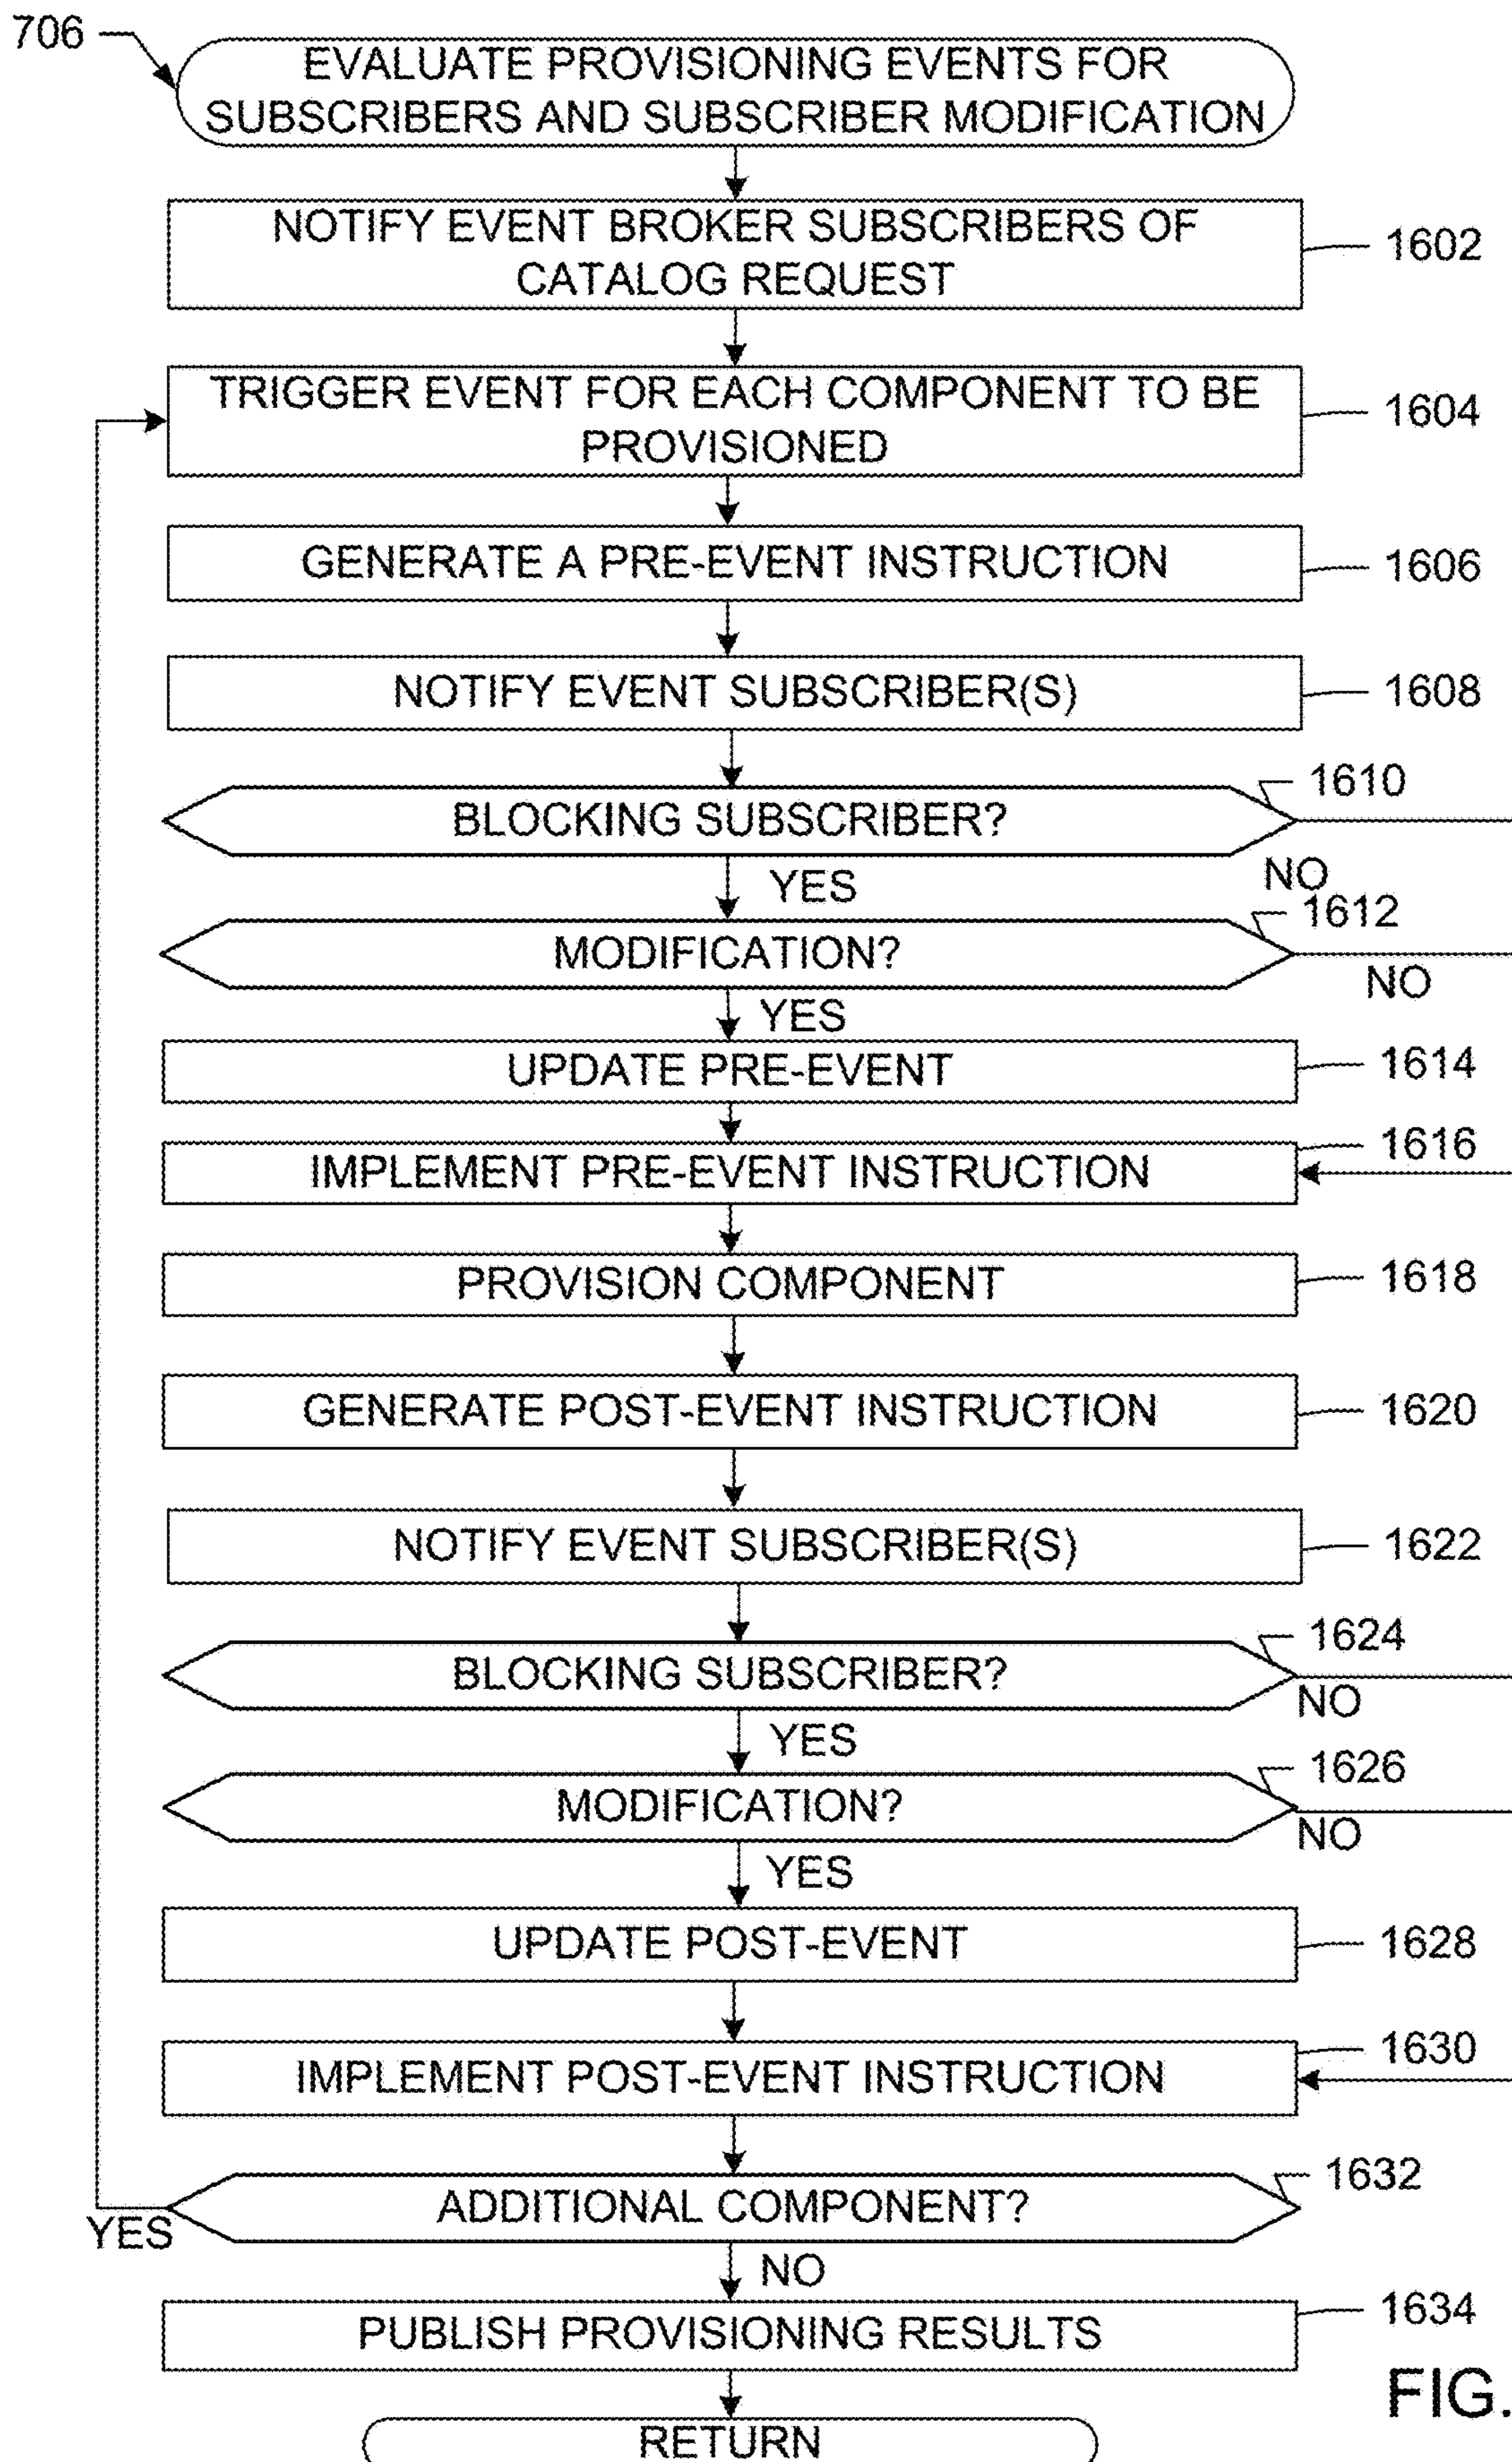 706
EVALUATE PROVISIONING EVENTS FOR
SUBSCRIBERS AND SUBSCRIBER MODIFICATION
NOTIFY EVENT BROKER SUBSCRIBERS OF
CATALOG REQUEST
1602
TRIGGER EVENT FOR EACH COMPONENT TO BE
PROVISIONED
1604
GENERATE A PRE-EVENT INSTRUCTION
1606
NOTIFY EVENT SUBSCRIBER(S)
1608
BLOCKING SUBSCRIBER?
1610
YES
NO
MODIFICATION?
1612
YES
NO
UPDATE PRE-EVENT
1614
IMPLEMENT PRE-EVENT INSTRUCTION
1616
PROVISION COMPONENT
1618
GENERATE POST-EVENT INSTRUCTION
1620
NOTIFY EVENT SUBSCRIBER(S)
1622
BLOCKING SUBSCRIBER?
1624
NO
YES
MODIFICATION?
1626
NO
YES
UPDATE POST-EVENT
1628
IMPLEMENT POST-EVENT INSTRUCTION
1630
ADDITIONAL COMPONENT?
1632
YES
NO
PUBLISH PROVISIONING RESULTS
1634
FIG.
RETURN